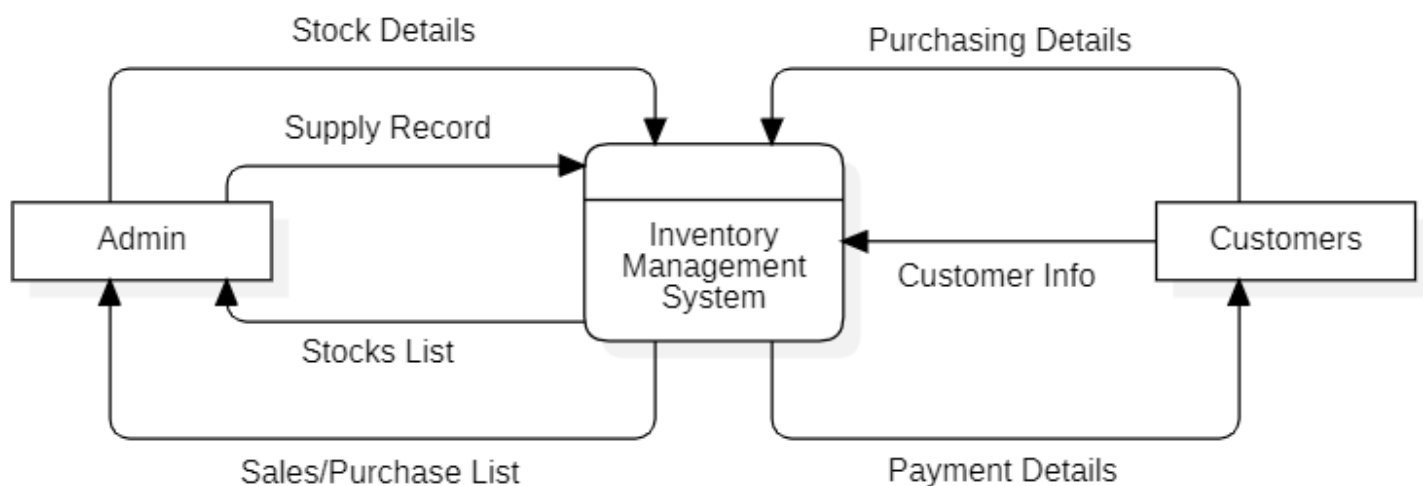 Stock Details
Purchasing Details
Supply Record
Admin
Inventory
Management
System
Customers
Customer Info
Stocks List
Sales/Purchase List
Payment Details